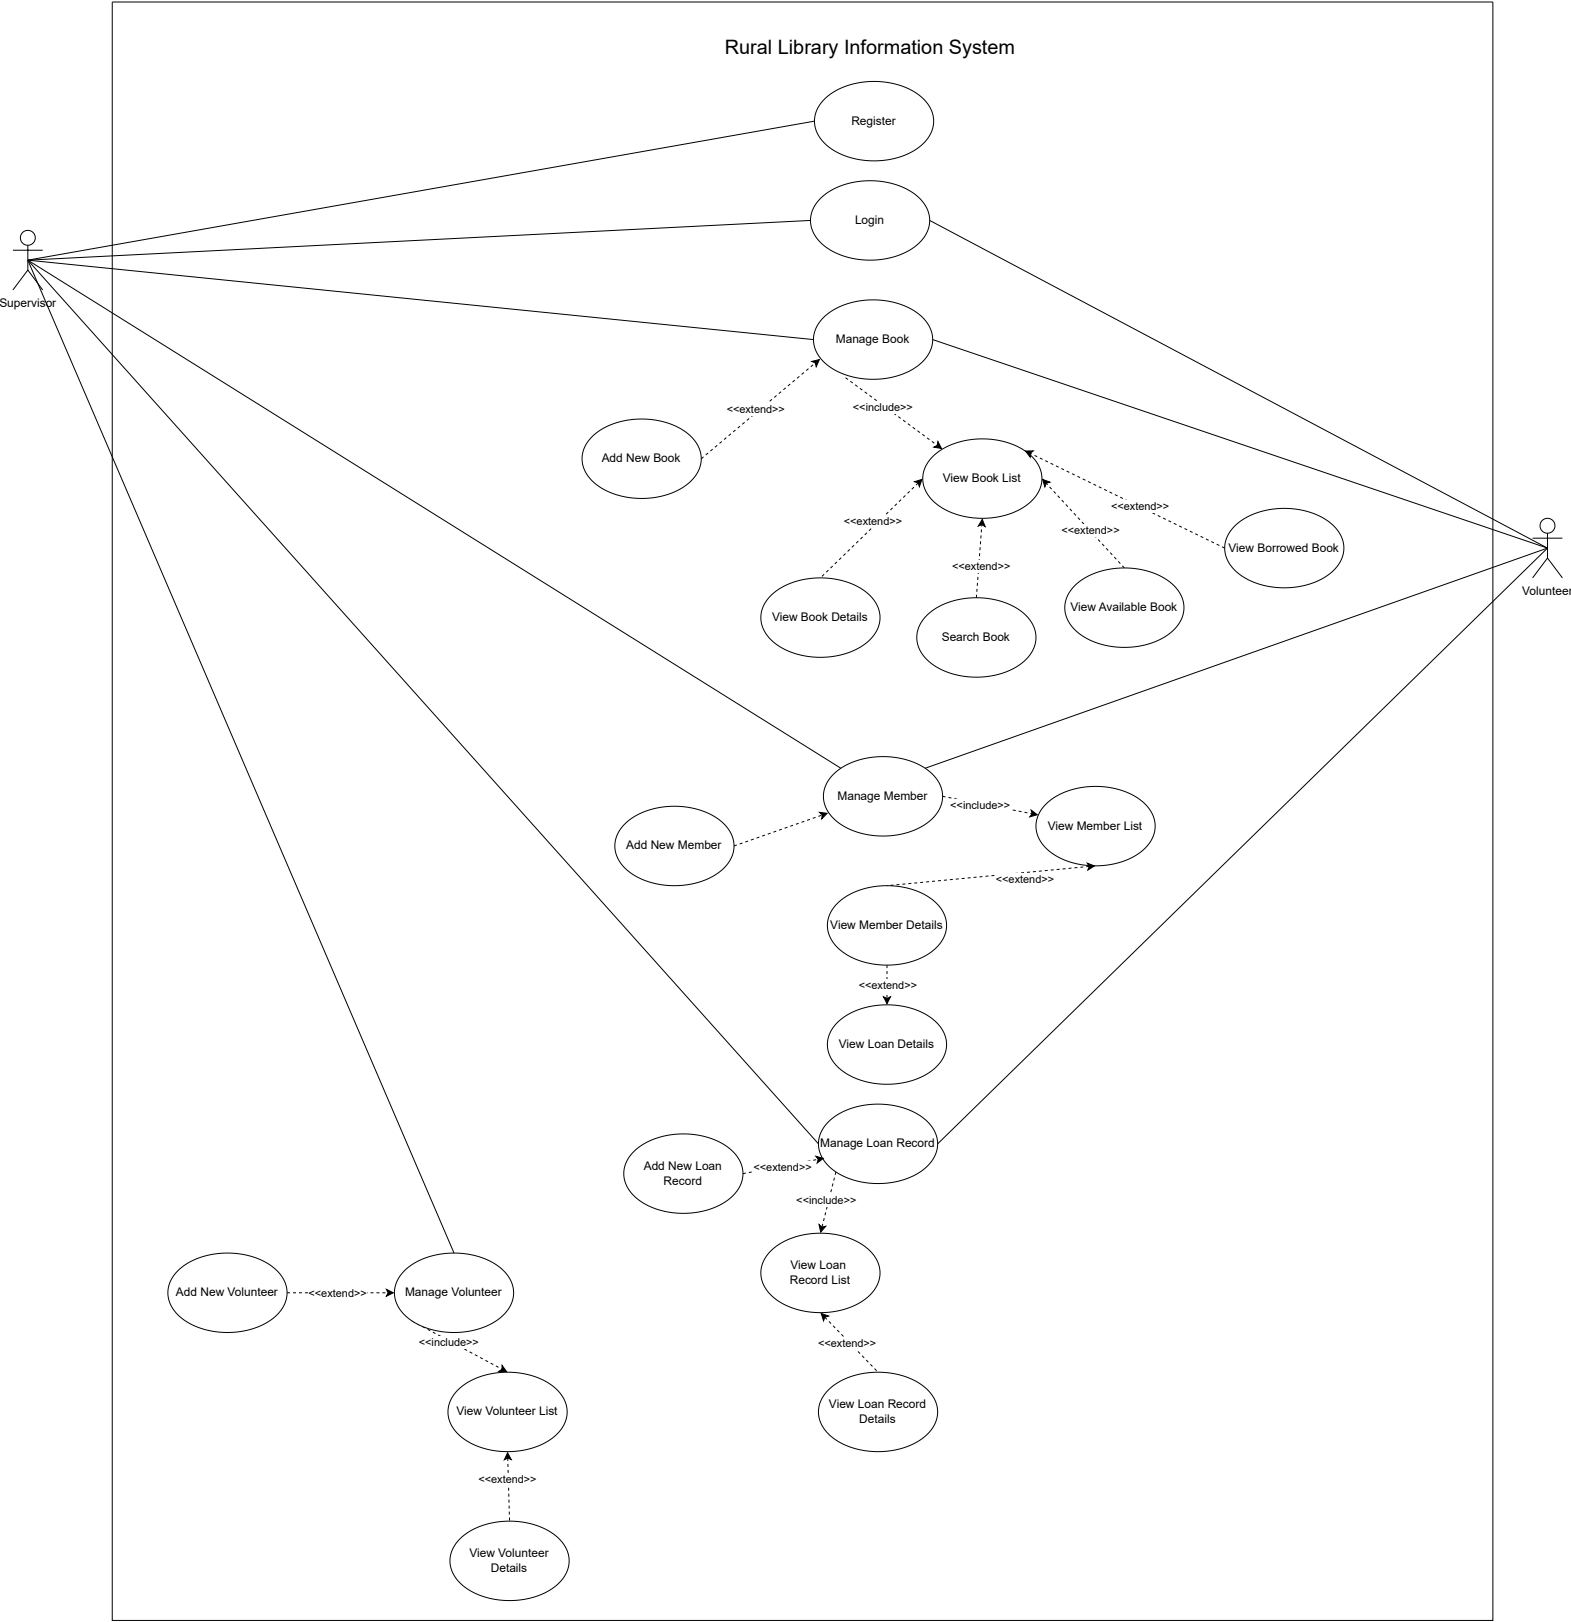 Rural Library Information System
Register
Login
Supervisor
Manage Book
<<extend>>
<<include>>
Add New Book
View Book List
<<extend>>
<<extend>>
<<extend>>
<<extend>>
View Borrowed Book
Volunteer
View Book Details
Search Book
View Available Book
Manage Member
<<include>>
View Member List
Add New Member
<<extend>>
View Member Details
<<extend>>
View Loan Details
Manage Loan Record
Add New Loan
Record
<<extend>>
<<include>>
View Loan
Record List
Add New Volunteer
<<extend>>
Manage Volunteer
<<include>>
<<extend>>
View Volunteer List
View Loan Record
Details
<<extend>>
View Volunteer
Details